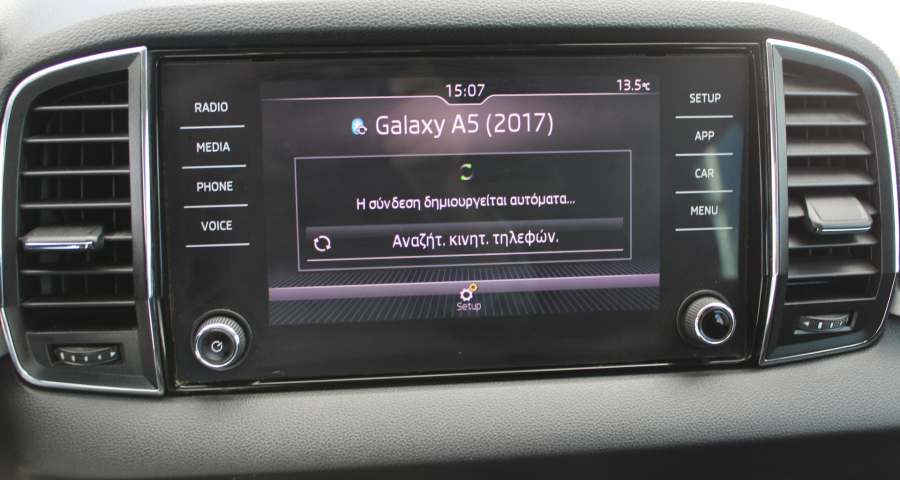 15:07
13.5°C
Galaxy A5 (2017)
Η σύνδεση δημιουργείται αυτόματα...
Αναζήτ. κινητ. τηλεφών.
Setup
RADIO
MEDIA
PHONE
VOICE
SETUP
APP
CAR
MENU